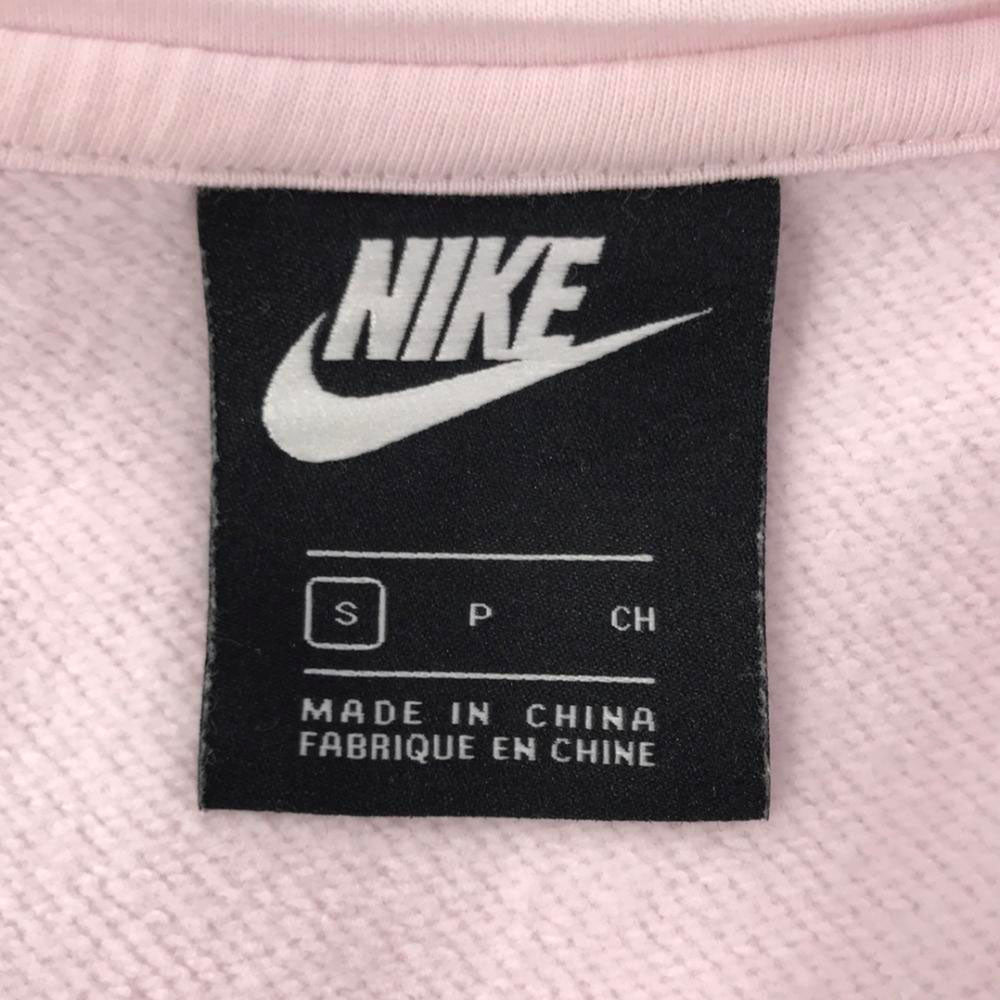 NIKE
S P CH
MADE IN CHINA
FABRIQUE EN CHINE